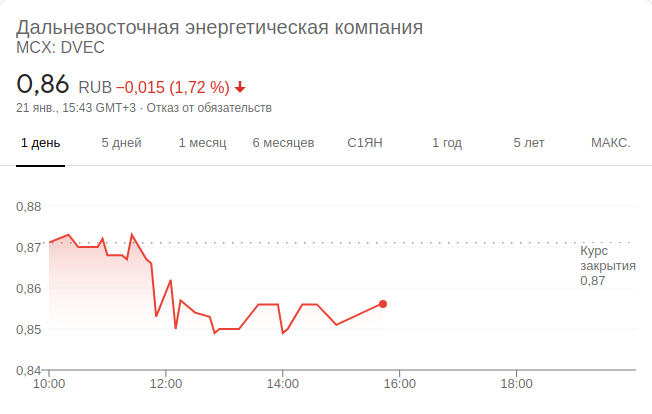 Дальневосточная энергетическая компания
MCX: DVEC
0,86 RUB −0,015 (1,72 %)
21 янв., 15:43 GMT+3 · Отказ от обязательств
1 день 5 дней 1 месяц 6 месяцев С1ЯН 1 год 5 лет МАКС.
0,88
0,87
Курс
закрытия
0,87
0,86
0,85
0,84
10:00 12:00 14:00 16:00 18:00